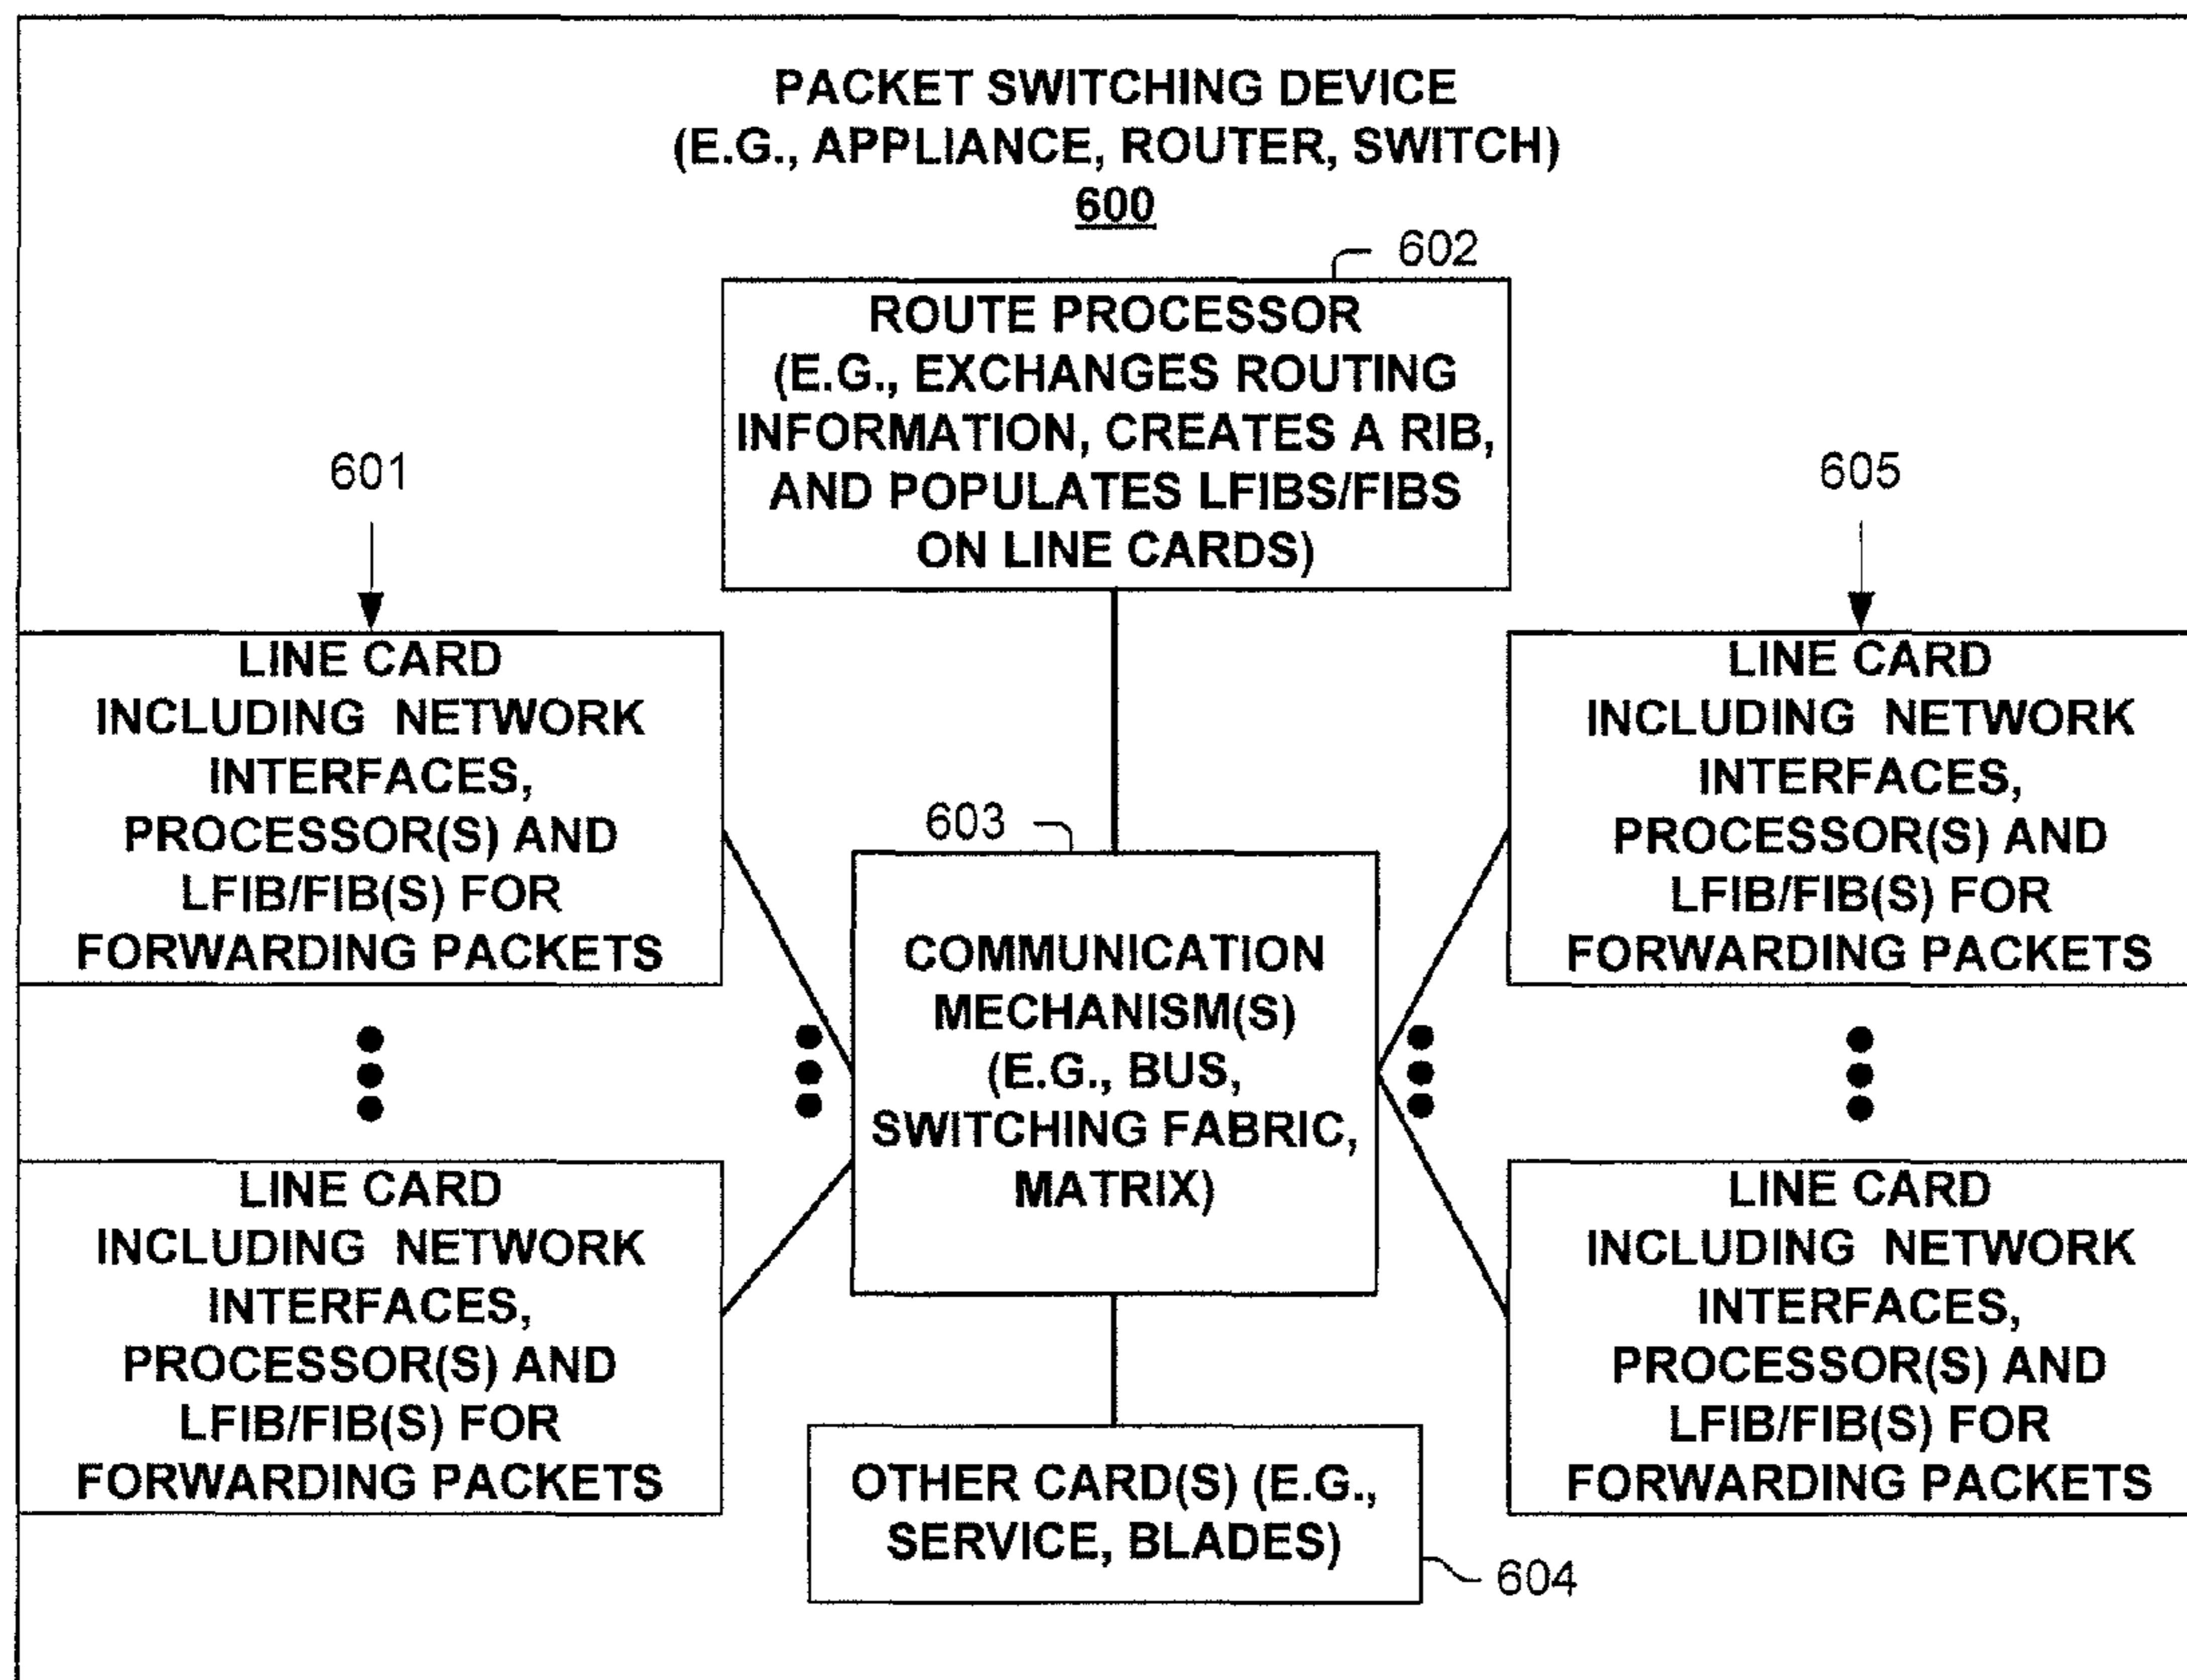 PACKET SWITCHING DEVICE
(E.G., APPLIANCE, ROUTER, SWITCH)
600
602
ROUTE PROCESSOR
(E.G., EXCHANGES ROUTING
INFORMATION, CREATES A RIB,
AND POPULATES LFIBS/FIBS
ON LINE CARDS)
601
LINE CARD
INCLUDING NETWORK
INTERFACES,
PROCESSOR(S) AND
LFIB/FIB(S) FOR
FORWARDING PACKETS
LINE CARD
INCLUDING NETWORK
INTERFACES,
PROCESSOR(S) AND
LFIB/FIB(S) FOR
FORWARDING PACKETS
603
COMMUNICATION
MECHANISM(S)
(E.G., BUS,
SWITCHING FABRIC,
MATRIX)
605
LINE CARD
INCLUDING NETWORK
INTERFACES,
PROCESSOR(S) AND
LFIB/FIB(S) FOR
FORWARDING PACKETS
LINE CARD
INCLUDING NETWORK
INTERFACES,
PROCESSOR(S) AND
LFIB/FIB(S) FOR
FORWARDING PACKETS
OTHER CARD(S) (E.G.,
SERVICE, BLADES)
604